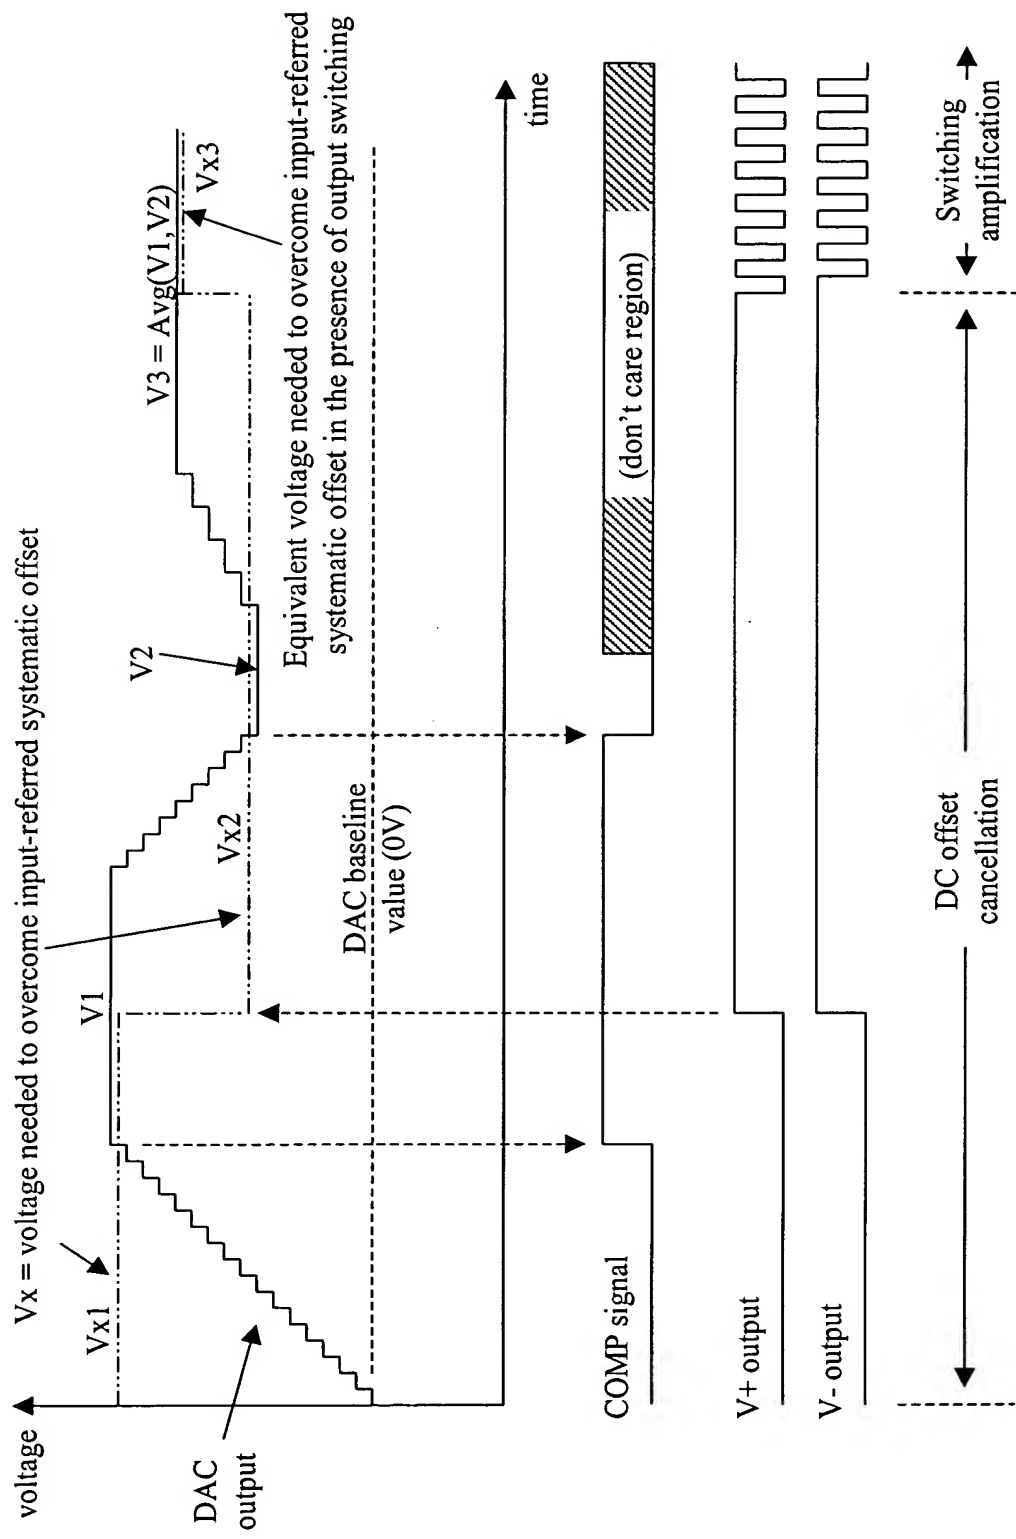 Vx = voltage needed to overcome input-referred systematic offset
voltage
Vx1
V1
V2
V3 = Avg(V1,V2)
Vx2
Vx3
DAC
output
Equivalent voltage needed to overcome input-referred
systematic offset in the presence of output switching
DAC baseline
value (0V)
time
COMP signal
(don't care region)
V+ output
V- output
DC offset
cancellation
Switching
amplification